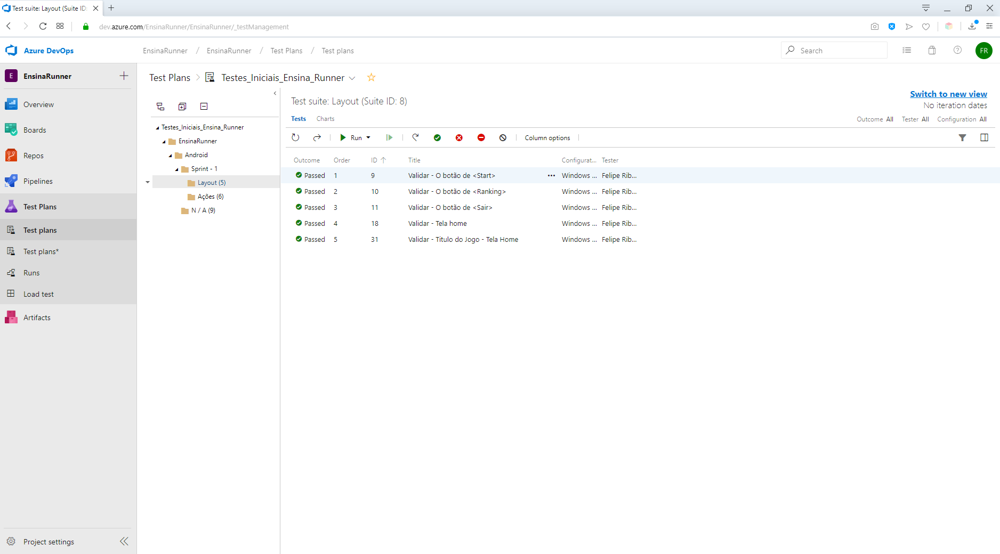 Test suite: Layout (Suite ID:
dev.azure.com/EnsinaRunner/EnsinaRunner/_testManagement
Azure DevOps
EnsinaRunner / EnsinaRunner / Test Plans / Test plans
Search
FR
E EnsinaRunner
Overview
Boards
Repos
Pipelines
Test Plans
Test plans
Test plans*
Runs
Load test
Artifacts
Project settings
Test Plans > Testes_Iniciais_Ensina_Runner
Testes_Iniciais_Ensina_Runner
EnsinaRunner
Android
Sprint - 1
Layout (5)
Ações (6)
N / A (9)
Test suite: Layout (Suite ID: 8)
Switch to new view
No iteration dates
Tests Charts
Outcome All Tester All Configuration All
Run Column options
Outcome Order ID Title Configurat... Tester
Passed 1 9 Validar - O botão de <Start> ... Windows ... Felipe Rib...
Passed 2 10 Validar - O botão de <Ranking> Windows ... Felipe Rib...
Passed 3 11 Validar - O botão de <Sair> Windows ... Felipe Rib...
Passed 4 18 Validar - Tela home Windows ... Felipe Rib...
Passed 5 31 Validar - Titulo do Jogo - Tela Home Windows ... Felipe Rib...